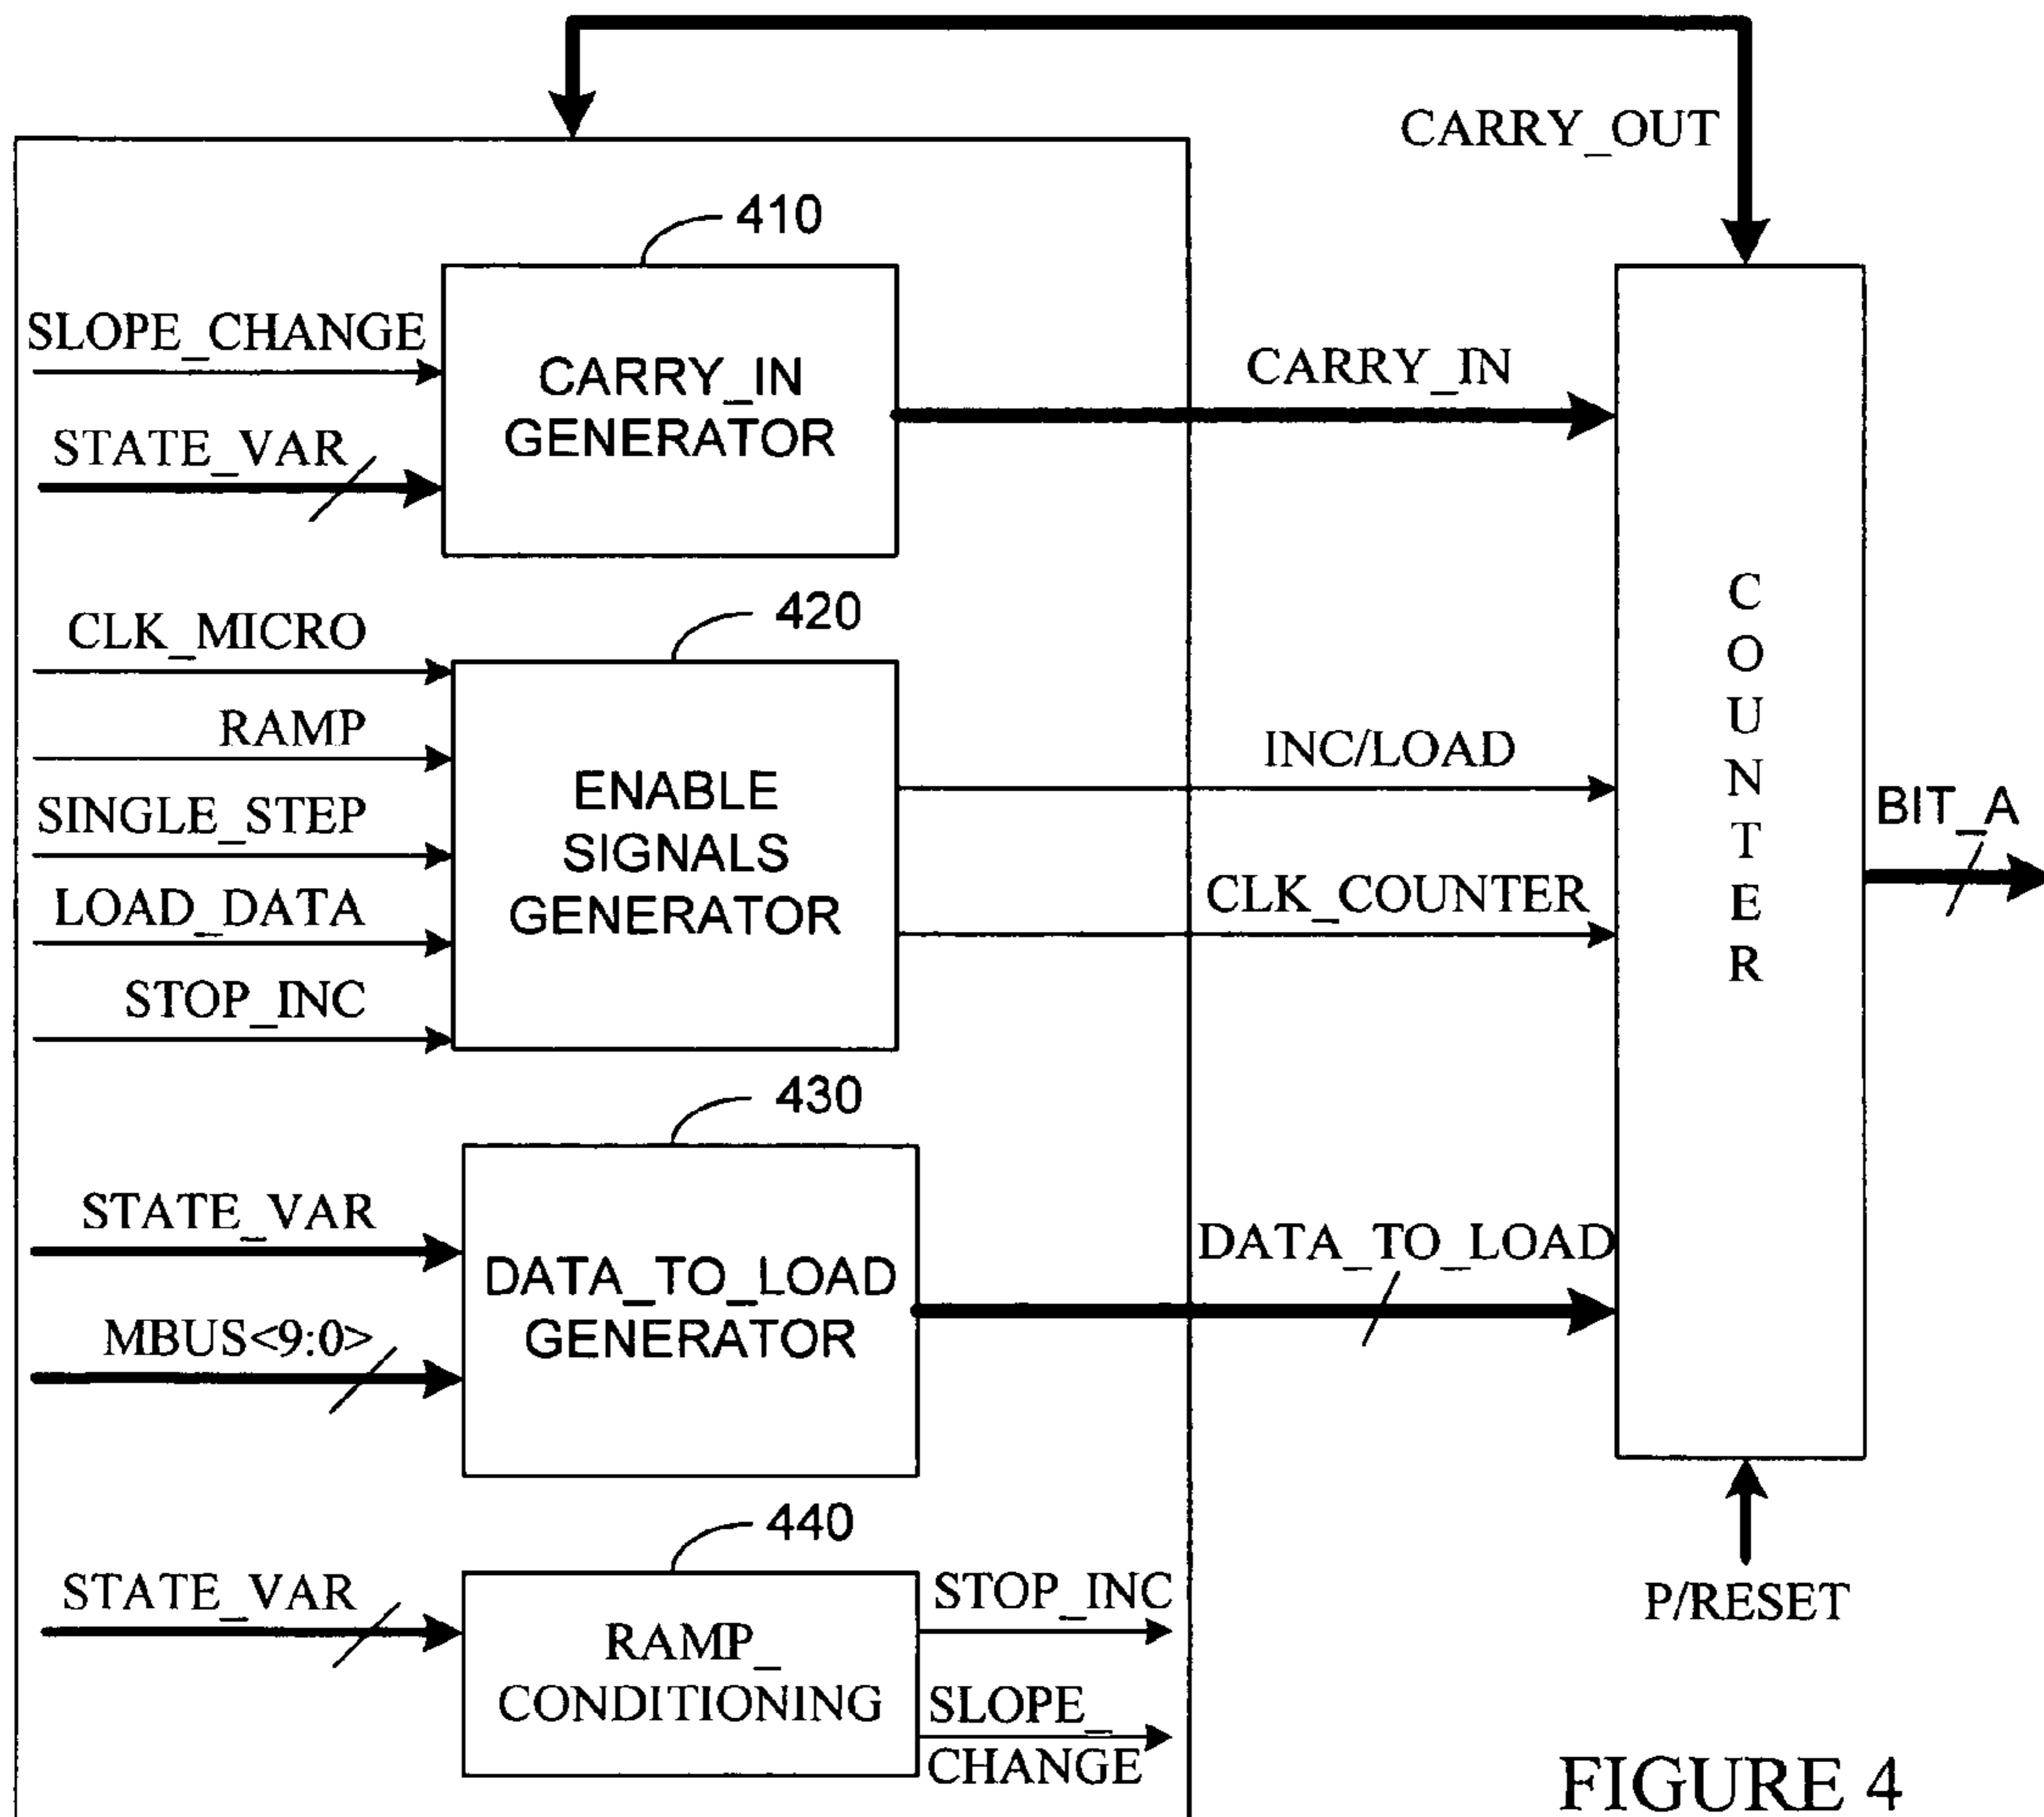 CARRY_OUT
410
SLOPE_CHANGE
STATE_VAR
CARRY_IN
GENERATOR
CARRY_IN
CLK_MICRO
RAMP
SINGLE_STEP
LOAD_DATA
STOP_INC
420
ENABLE
SIGNALS
GENERATOR
INC/LOAD
CLK_COUNTER
COUNTER
BIT_A
430
STATE_VAR
MBUS<9:0>
DATA_TO_LOAD
GENERATOR
DATA_TO_LOAD
440
STATE_VAR
RAMP_
CONDITIONING
STOP_INC
SLOPE_
CHANGE
P/RESET
FIGURE 4